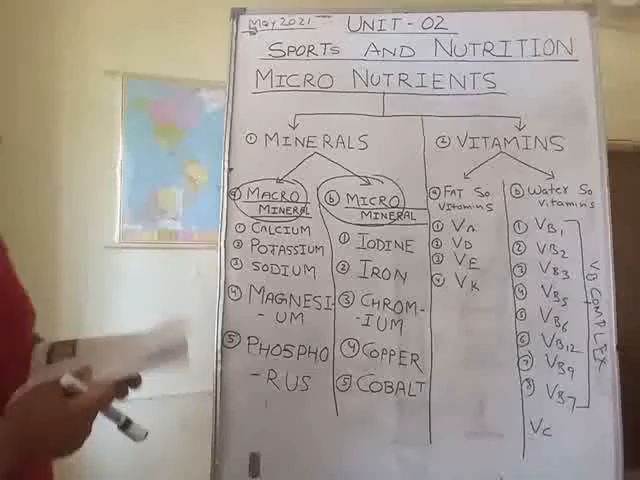 May 2021
UNIT-02
SPORTS AND NUTRITION
MICRO NUTRIENTS
① MINERALS
② VITAMINS
ⓐ MACRO
MINERAL
① CALCIUM
② POTASSIUM
③ SODIUM
④ MAGNESI
-UM
⑤ PHOSPHO
-RUS
ⓑ MICRO
MINERAL
① IODINE
② IRON
③ CHROM-
-IUM
④ COPPER
⑤ COBALT
ⓐ FAT So
Vitamins
① VA
② VD
③ VE
④ VK
ⓑ Water So
vitamins
① VB1
② VB2
③ VB3
④ VB5
⑤ VB6
⑥ VB12
⑦ VB9
⑧ VB7
VC
VB COMPLEX